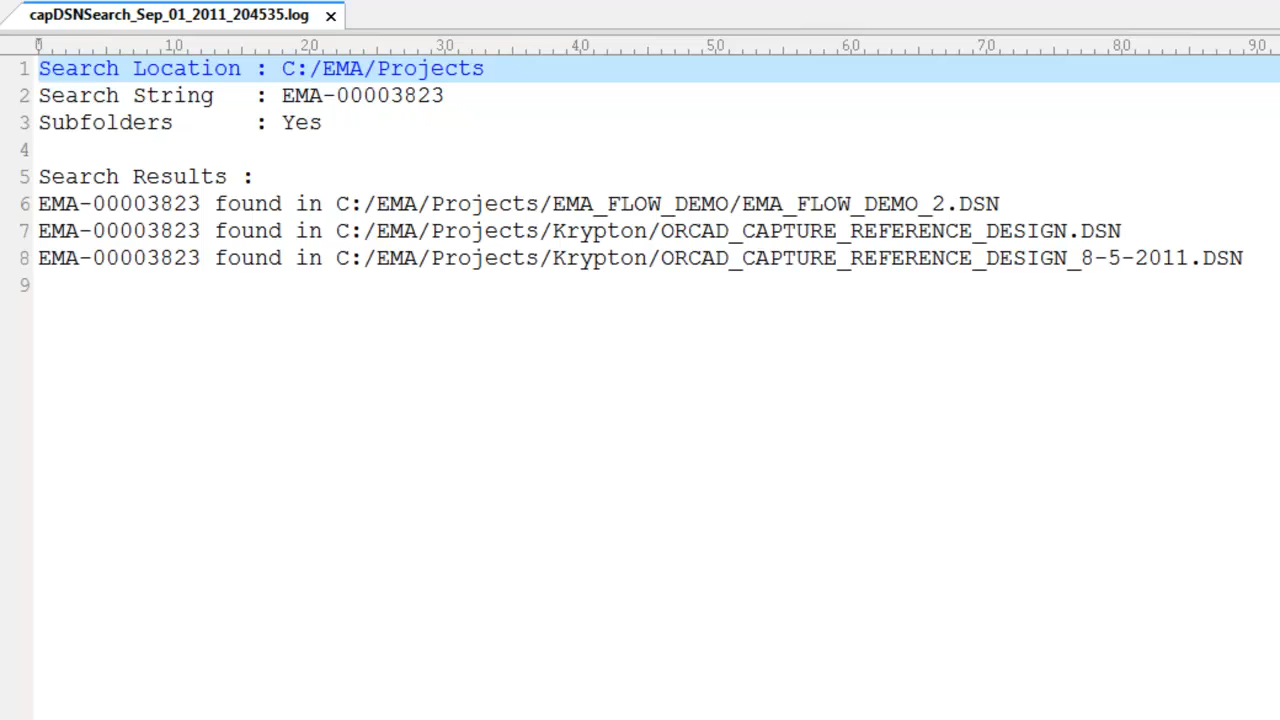 capDSNSearch_Sep_01_2011_204535.log ×
0 10 20 30 40 50 60 70 80 90
1 Search Location : C:/EMA/Projects
2 Search String   : EMA-00003823
3 Subfolders      : Yes
4
5 Search Results :
6 EMA-00003823 found in C:/EMA/Projects/EMA_FLOW_DEMO/EMA_FLOW_DEMO_2.DSN
7 EMA-00003823 found in C:/EMA/Projects/Krypton/ORCAD_CAPTURE_REFERENCE_DESIGN.DSN
8 EMA-00003823 found in C:/EMA/Projects/Krypton/ORCAD_CAPTURE_REFERENCE_DESIGN_8-5-2011.DSN
9